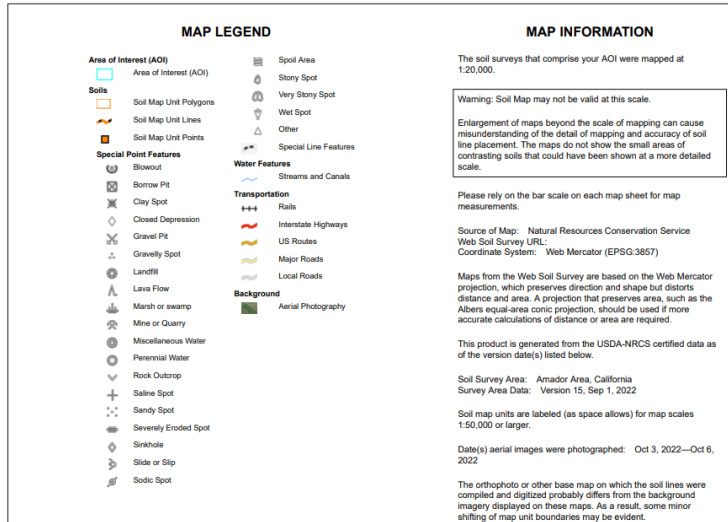 MAP LEGEND
Area of Interest (AOI)
Area of Interest (AOI)
Soils
Soil Map Unit Polygons
Soil Map Unit Lines
Soil Map Unit Points
Special Point Features
Blowout
Borrow Pit
Clay Spot
Closed Depression
Gravel Pit
Gravelly Spot
Landfill
Lava Flow
Marsh or swamp
Mine or Quarry
Miscellaneous Water
Perennial Water
Rock Outcrop
Saline Spot
Sandy Spot
Severely Eroded Spot
Sinkhole
Slide or Slip
Sodic Spot
Spoil Area
Stony Spot
Very Stony Spot
Wet Spot
Other
Special Line Features
Water Features
Streams and Canals
Transportation
Rails
Interstate Highways
US Routes
Major Roads
Local Roads
Background
Aerial Photography
MAP INFORMATION
The soil surveys that comprise your AOI were mapped at
1:20,000.
Warning: Soil Map may not be valid at this scale.
Enlargement of maps beyond the scale of mapping can cause
misunderstanding of the detail of mapping and accuracy of soil
line placement. The maps do not show the small areas of
contrasting soils that could have been shown at a more detailed
scale.
Please rely on the bar scale on each map sheet for map
measurements.
Source of Map: Natural Resources Conservation Service
Web Soil Survey URL:
Coordinate System: Web Mercator (EPSG:3857)
Maps from the Web Soil Survey are based on the Web Mercator
projection, which preserves direction and shape but distorts
distance and area. A projection that preserves area, such as the
Albers equal-area conic projection, should be used if more
accurate calculations of distance or area are required.
This product is generated from the USDA-NRCS certified data as
of the version date(s) listed below.
Soil Survey Area: Amador Area, California
Survey Area Data: Version 15, Sep 1, 2022
Soil map units are labeled (as space allows) for map scales
1:50,000 or larger.
Date(s) aerial images were photographed: Oct 3, 2022—Oct 6,
2022
The orthophoto or other base map on which the soil lines were
compiled and digitized probably differs from the background
imagery displayed on these maps. As a result, some minor
shifting of map unit boundaries may be evident.